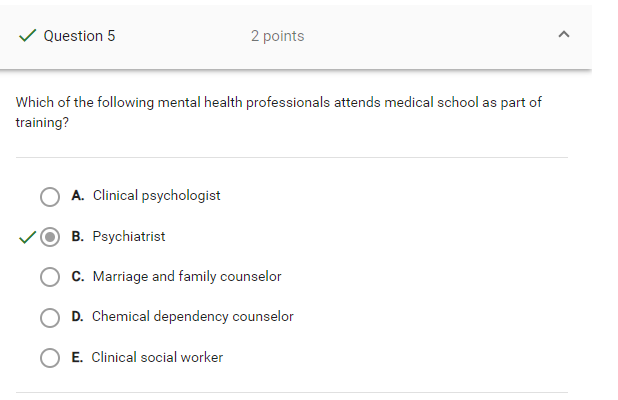 Question 5 2 points
Which of the following mental health professionals attends medical school as part of
training?
A. Clinical psychologist
B. Psychiatrist
C. Marriage and family counselor
D. Chemical dependency counselor
E. Clinical social worker